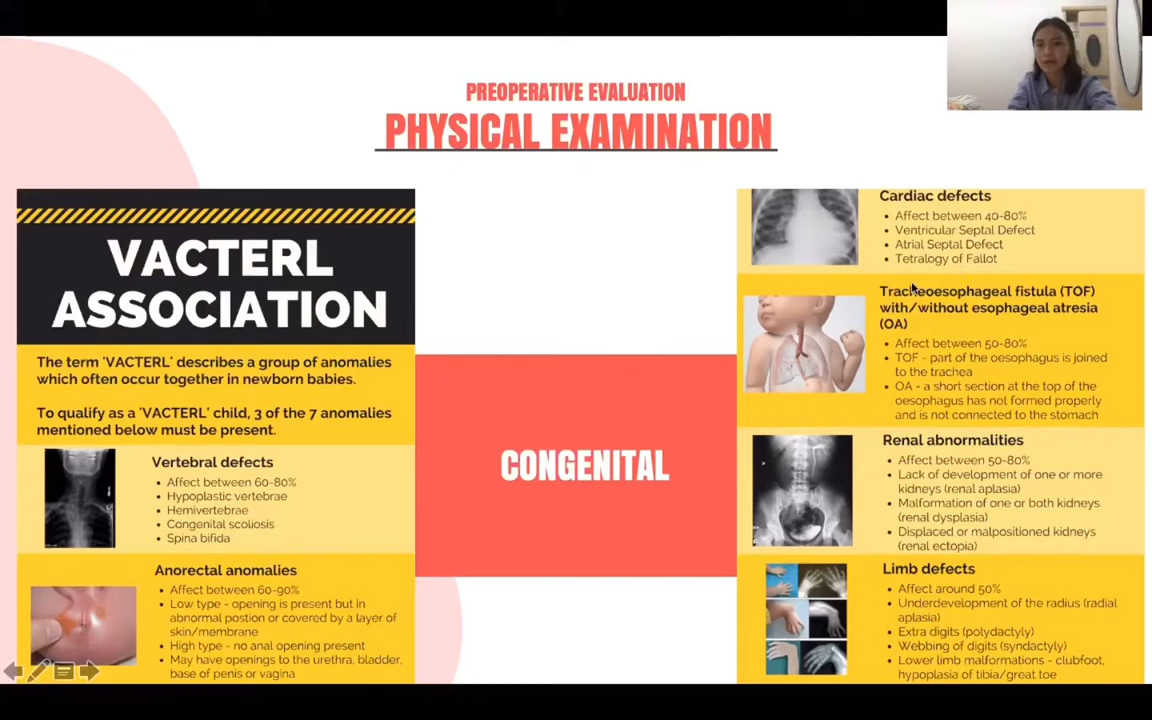 PREOPERATIVE EVALUATION
PHYSICAL EXAMINATION
VACTERL
ASSOCIATION
The term 'VACTERL' describes a group of anomalies
which often occur together in newborn babies.
To qualify as a 'VACTERL' child, 3 of the 7 anomalies
mentioned below must be present.
Vertebral defects
• Affect between 60-80%
• Hypoplastic vertebrae
• Hemivertebrae
• Congenital scoliosis
• Spina bifida
Anorectal anomalies
• Affect between 60-90%
• Low type - opening is present but in
abnormal postion or covered by a layer of
skin/membrane
• High type - no anal opening present
• May have openings to the urethra, bladder,
base of penis or vagina
CONGENITAL
Cardiac defects
• Affect between 40-80%
• Ventricular Septal Defect
• Atrial Septal Defect
• Tetralogy of Fallot
Tracheoesophageal fistula (TOF)
with/without esophageal atresia
(OA)
• Affect between 50-80%
• TOF - part of the oesophagus is joined
to the trachea
• OA - a short section at the top of the
oesophagus has not formed properly
and is not connected to the stomach
Renal abnormalities
• Affect between 50-80%
• Lack of development of one or more
kidneys (renal aplasia)
• Malformation of one or both kidneys
(renal dysplasia)
• Displaced or malpositioned kidneys
(renal ectopia)
Limb defects
• Affect around 50%
• Underdevelopment of the radius (radial
aplasia)
• Extra digits (polydactyly)
• Webbing of digits (syndactyly)
• Lower limb malformations - clubfoot,
hypoplasia of tibia/great toe